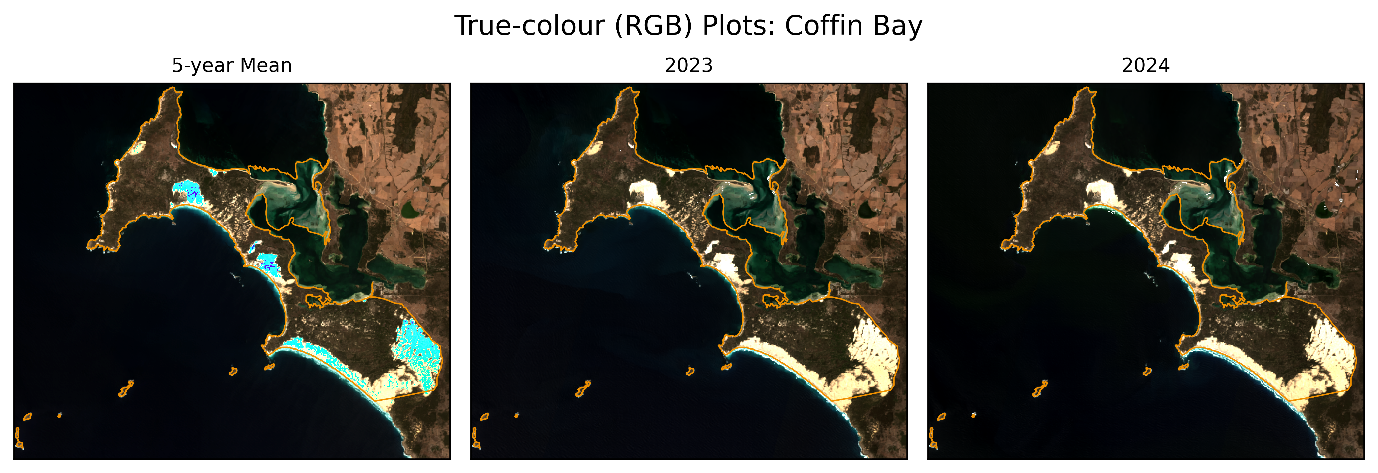 True-colour (RGB) Plots: Coffin Bay
5-year Mean
2023
2024